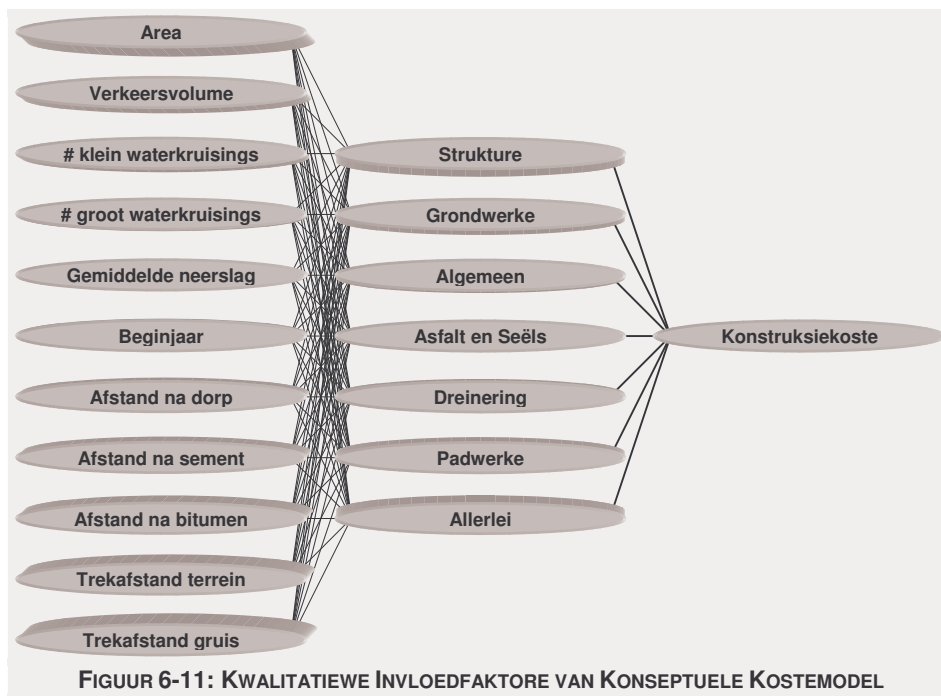 Area
Verkeersvolume
# klein waterkruisings
# groot waterkruisings
Gemiddelde neerslag
Beginjaar
Afstand na dorp
Afstand na sement
Afstand na bitumen
Trekafstand terrein
Trekafstand gruis
Strukture
Grondwerke
Algemeen
Asfalt en Seëls
Dreinering
Padwerke
Allerlei
Konstruksiekoste
FIGUUR 6-11: KWALITATIEWE INVLOEDFAKTORE VAN KONSEPTUELE KOSTEMODEL